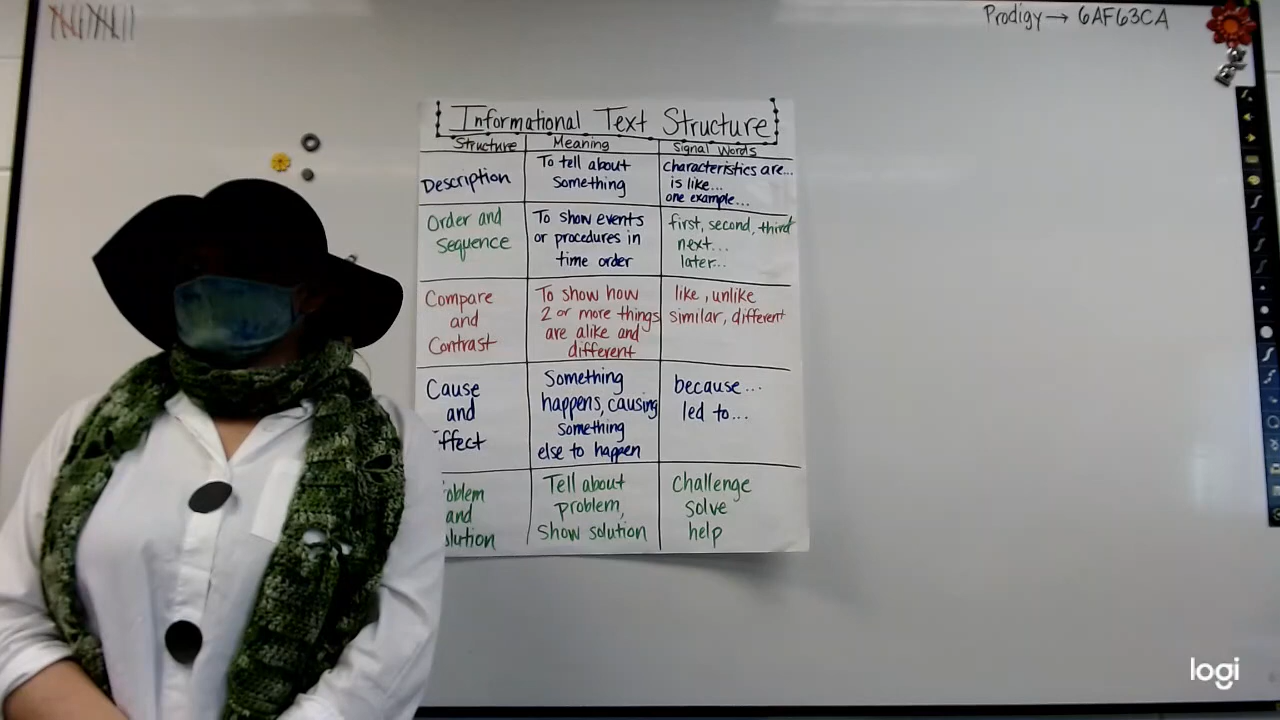 Prodigy → 6AF63CA
Informational Text Structure
Structure Meaning Signal Words
Description
To tell about
something
characteristics are...
is like...
one example...
Order and
Sequence
To show events
or procedures in
time order
first, second, third
next...
later...
Compare
and
Contrast
To show how
2 or more things
are alike and
different
like, unlike
similar, different
Cause
and
ffect
Something
happens, causing
something
else to happen
because...
led to...
oblem
and
lution
Tell about
problem,
show solution
Challenge
solve
help
logi